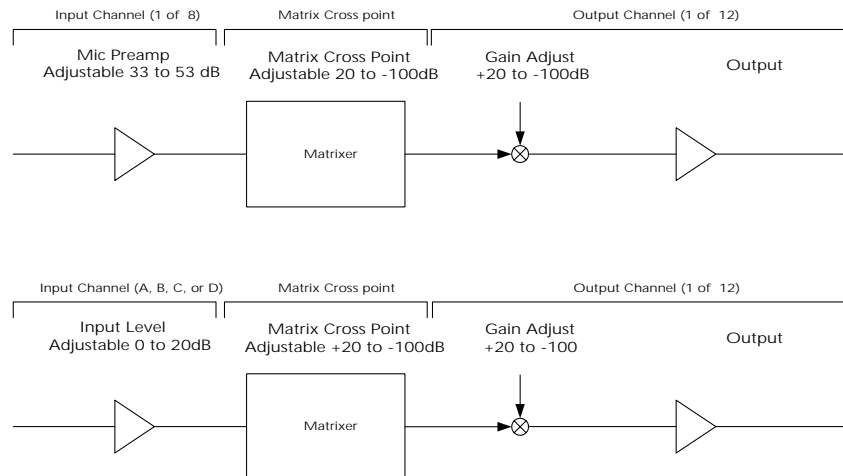 Input Channel (1 of 8)
Matrix Cross point
Output Channel (1 of 12)
Mic Preamp
Adjustable 33 to 53 dB
Matrix Cross Point
Adjustable 20 to -100dB
Gain Adjust
+20 to -100dB
Output
Matrixer
Input Channel (A, B, C, or D)
Matrix Cross point
Output Channel (1 of 12)
Input Level
Adjustable 0 to 20dB
Matrix Cross Point
Adjustable +20 to -100dB
Gain Adjust
+20 to -100
Output
Matrixer